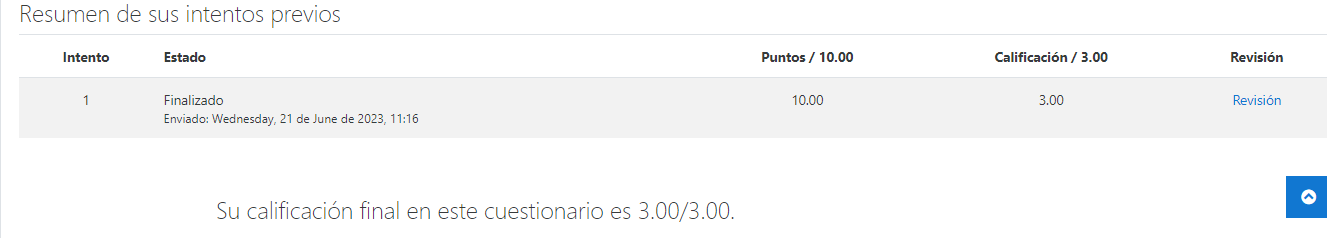 Resumen de sus intentos previos
Intento Estado Puntos / 10.00 Calificación / 3.00 Revisión
1 Finalizado 10.00 3.00 Revisión
Enviado: Wednesday, 21 de June de 2023, 11:16
Su calificación final en este cuestionario es 3.00/3.00.